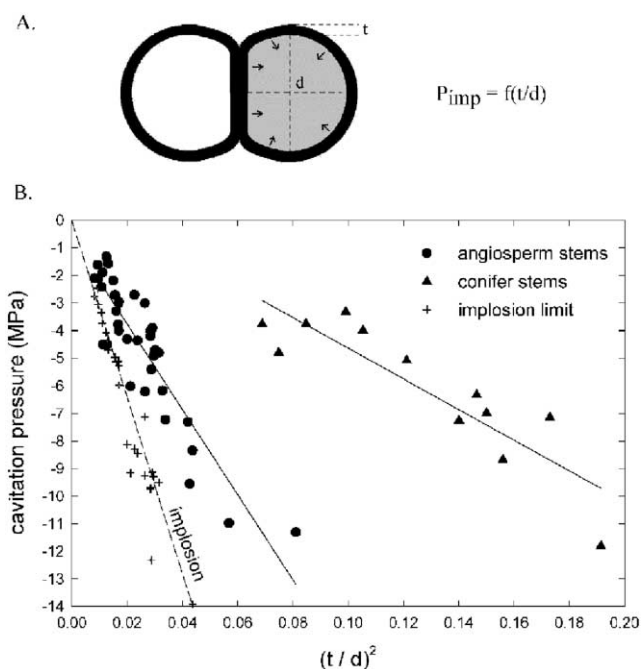 A.
t
d
Pimp = f(t/d)
B.
cavitation pressure (MPa)
0
-1
-2
-3
-4
-5
-6
-7
-8
-9
-10
-11
-12
-13
-14
angiosperm stems
conifer stems
implosion limit
implosion
0.00 0.02 0.04 0.06 0.08 0.10 0.12 0.14 0.16 0.18 0.20
(t / d)²